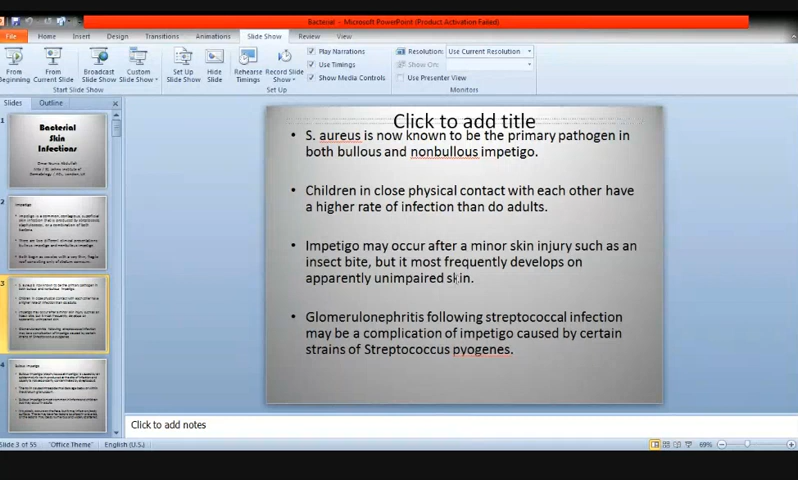 Bacterial - Microsoft PowerPoint (Product Activation Failed)
File Home Insert Design Transitions Animations Slide Show Review View
From Beginning
From Current Slide
Broadcast Slide Show
Custom Slide Show
Start Slide Show
Set Up Slide Show
Hide Slide
Rehearse Timings
Record Slide Show
Play Narrations
Use Timings
Show Media Controls
Set Up
Resolution: Use Current Resolution
Show On:
Use Presenter View
Monitors
Slides Outline
1
Bacterial
Skin
Infections
2
Impetigo
3
4
Bullous impetigo
Click to add title
• S. aureus is now known to be the primary pathogen in
both bullous and nonbullous impetigo.
• Children in close physical contact with each other have
a higher rate of infection than do adults.
• Impetigo may occur after a minor skin injury such as an
insect bite, but it most frequently develops on
apparently unimpaired skin.
• Glomerulonephritis following streptococcal infection
may be a complication of impetigo caused by certain
strains of Streptococcus pyogenes.
Click to add notes
Slide 3 of 55 "Office Theme" English (U.S.) 69%